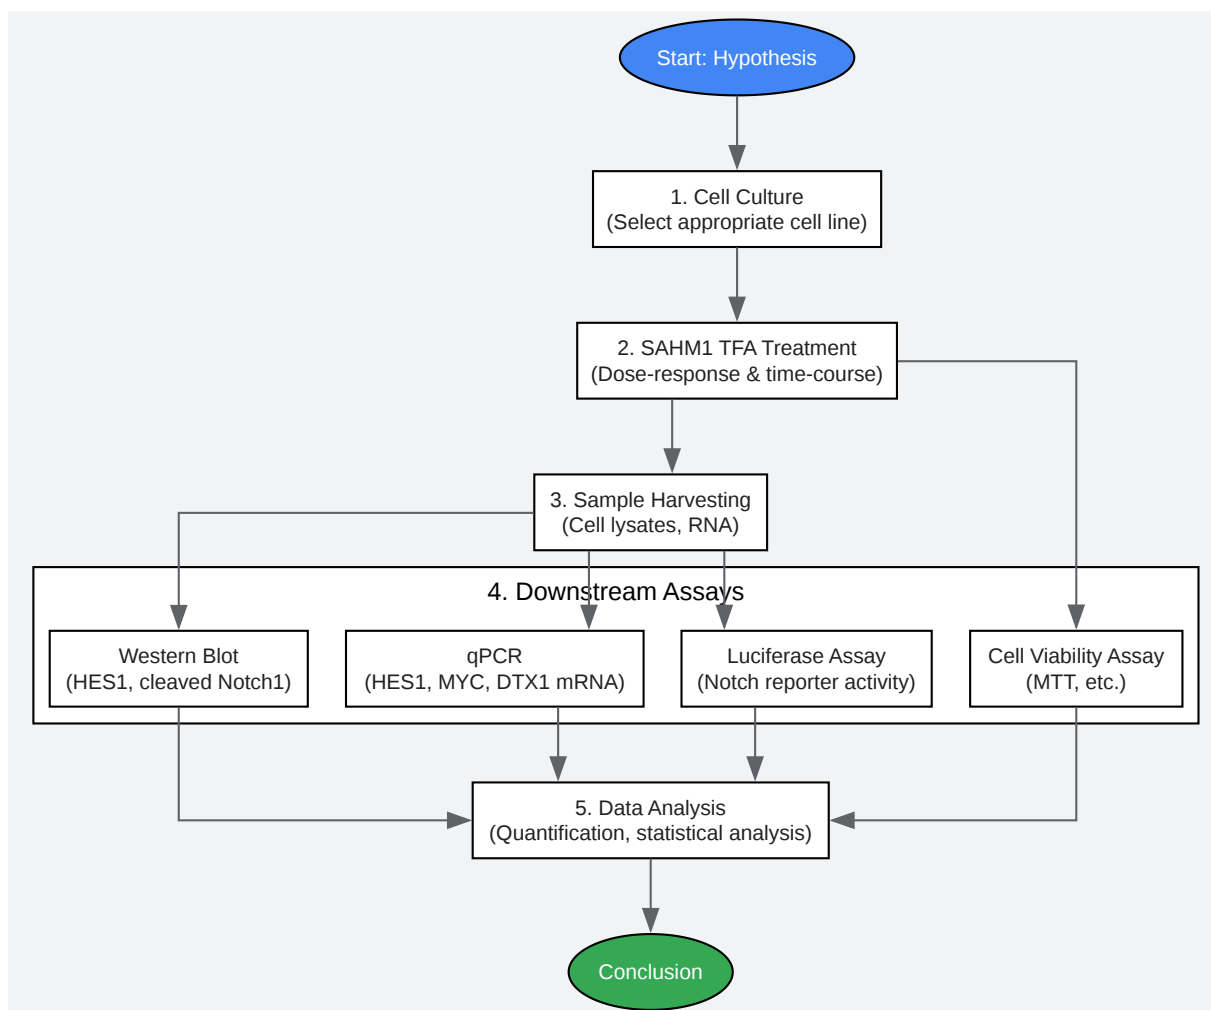 Start: Hypothesis
1. Cell Culture
(Select appropriate cell line)
2. SAHM1 TFA Treatment
(Dose-response & time-course)
3. Sample Harvesting
(Cell lysates, RNA)
4. Downstream Assays
Western Blot
(HES1, cleaved Notch1)
qPCR
(HES1, MYC, DTX1 mRNA)
Luciferase Assay
(Notch reporter activity)
Cell Viability Assay
(MTT, etc.)
5. Data Analysis
(Quantification, statistical analysis)
Conclusion